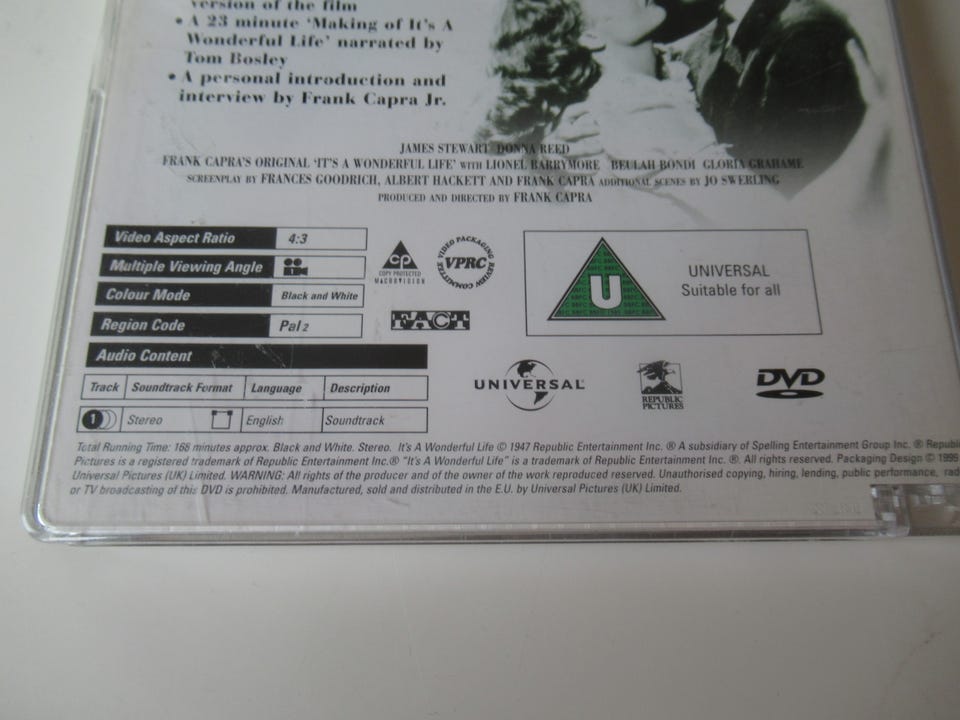 version of the film
• A 23 minute 'Making of It's A
Wonderful Life' narrated by
Tom Bosley
• A personal introduction and
interview by Frank Capra Jr.
JAMES STEWART DONNA REED
FRANK CAPRA'S ORIGINAL 'IT'S A WONDERFUL LIFE' WITH LIONEL BARRYMORE BEULAH BONDI GLORIA GRAHAME
SCREENPLAY BY FRANCES GOODRICH, ALBERT HACKETT AND FRANK CAPRA ADDITIONAL SCENES BY JO SWERLING
PRODUCED AND DIRECTED BY FRANK CAPRA
Video Aspect Ratio 4:3
Multiple Viewing Angle
Colour Mode Black and White
Region Code Pal 2
cp
COPY PROTECTED
MACROVISION
VIDEO PACKAGING REVIEW COMMITTEE
VPRC
FACT
U
UNIVERSAL
Suitable for all
Audio Content
Track Soundtrack Format Language Description
1 Stereo English Soundtrack
UNIVERSAL
REPUBLIC
PICTURES
DVD
Total Running Time: 168 minutes approx. Black and White. Stereo. It's A Wonderful Life © 1947 Republic Entertainment Inc. ® A subsidiary of Spelling Entertainment Group Inc. ® Republi
Pictures is a registered trademark of Republic Entertainment Inc.® "It's A Wonderful Life" is a trademark of Republic Entertainment Inc. ®. All rights reserved. Packaging Design ©
Universal Pictures (UK) Limited. WARNING: All rights of the producer and of the owner of the work reproduced reserved. Unauthorised copying, hiring, lending, public performance, rad
or TV broadcasting of this DVD is prohibited. Manufactured, sold and distributed in the E.U. by Universal Pictures (UK) Limited.